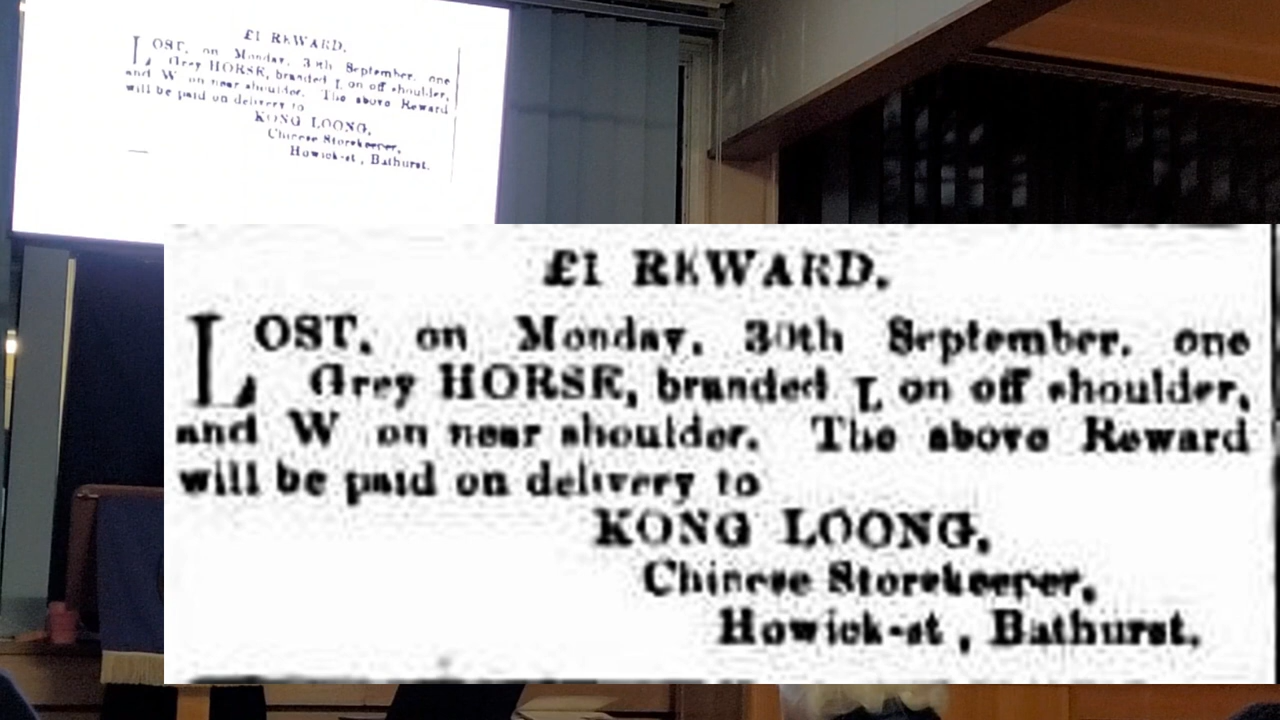 £1 REWARD.
LOST, on Monday, 30th September, one
Grey HORSE, branded L on off shoulder,
and W on near shoulder. The above Reward
will be paid on delivery to
KONG LOONG,
Chinese Storekeeper,
Howick-st, Bathurst.
£1 REWARD.
LOST, on Monday, 30th September, one
Grey HORSE, branded L on off shoulder,
and W on near shoulder. The above Reward
will be paid on delivery to
KONG LOONG,
Chinese Storekeeper,
Howick-st , Bathurst.